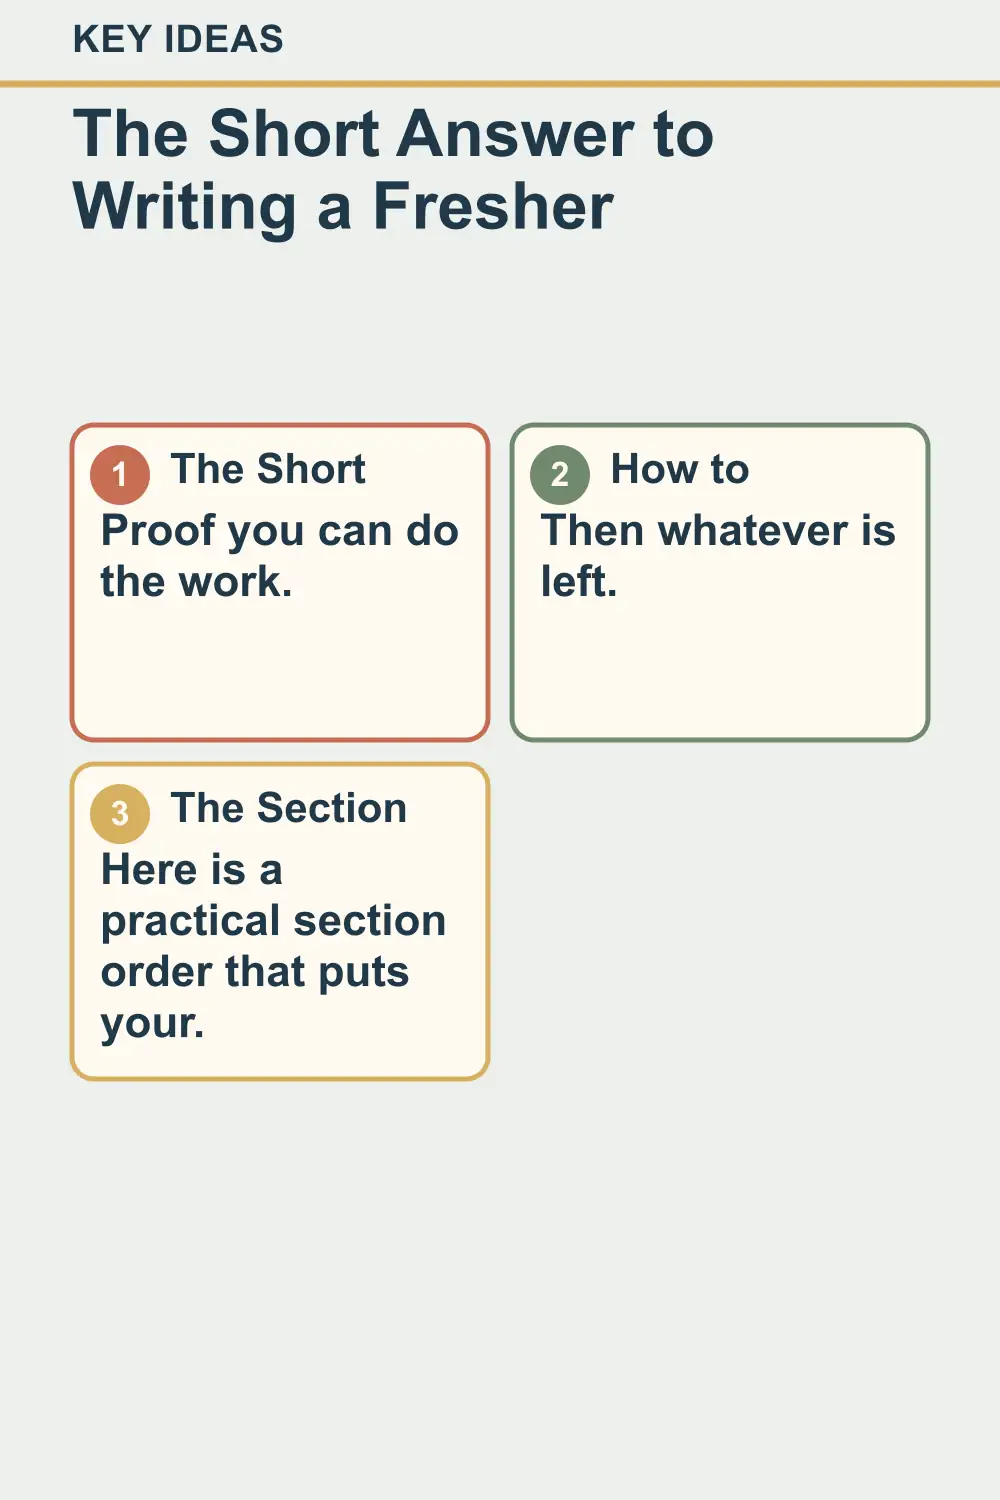 KEY IDEAS
The Short Answer to
Writing a Fresher
1 The Short
Proof you can do
the work.
2 How to
Then whatever is
left.
3 The Section
Here is a
practical section
order that puts
your.